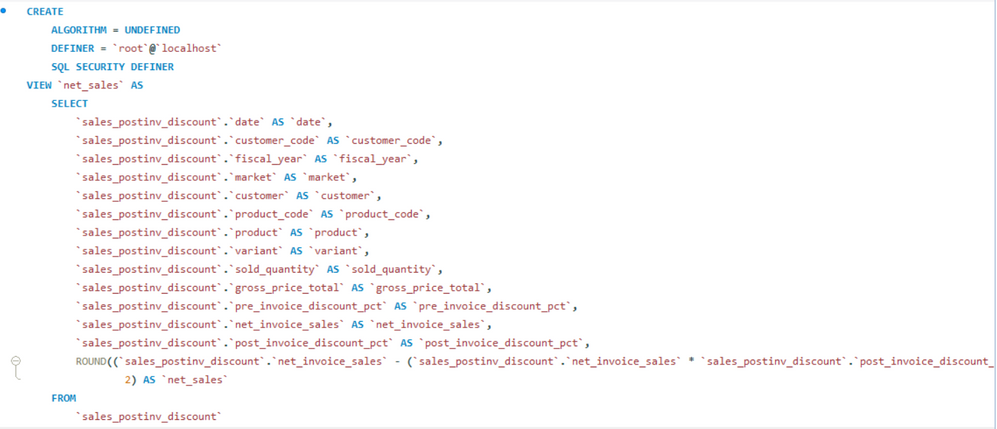 CREATE
ALGORITHM = UNDEFINED
DEFINER = `root`@`localhost`
SQL SECURITY DEFINER
VIEW `net_sales` AS
SELECT
`sales_postinv_discount`.`date` AS `date`,
`sales_postinv_discount`.`customer_code` AS `customer_code`,
`sales_postinv_discount`.`fiscal_year` AS `fiscal_year`,
`sales_postinv_discount`.`market` AS `market`,
`sales_postinv_discount`.`customer` AS `customer`,
`sales_postinv_discount`.`product_code` AS `product_code`,
`sales_postinv_discount`.`product` AS `product`,
`sales_postinv_discount`.`variant` AS `variant`,
`sales_postinv_discount`.`sold_quantity` AS `sold_quantity`,
`sales_postinv_discount`.`gross_price_total` AS `gross_price_total`,
`sales_postinv_discount`.`pre_invoice_discount_pct` AS `pre_invoice_discount_pct`,
`sales_postinv_discount`.`net_invoice_sales` AS `net_invoice_sales`,
`sales_postinv_discount`.`post_invoice_discount_pct` AS `post_invoice_discount_pct`,
ROUND((`sales_postinv_discount`.`net_invoice_sales` - (`sales_postinv_discount`.`net_invoice_sales` * `sales_postinv_discount`.`post_invoice_discount_
2) AS `net_sales`
FROM
`sales_postinv_discount`